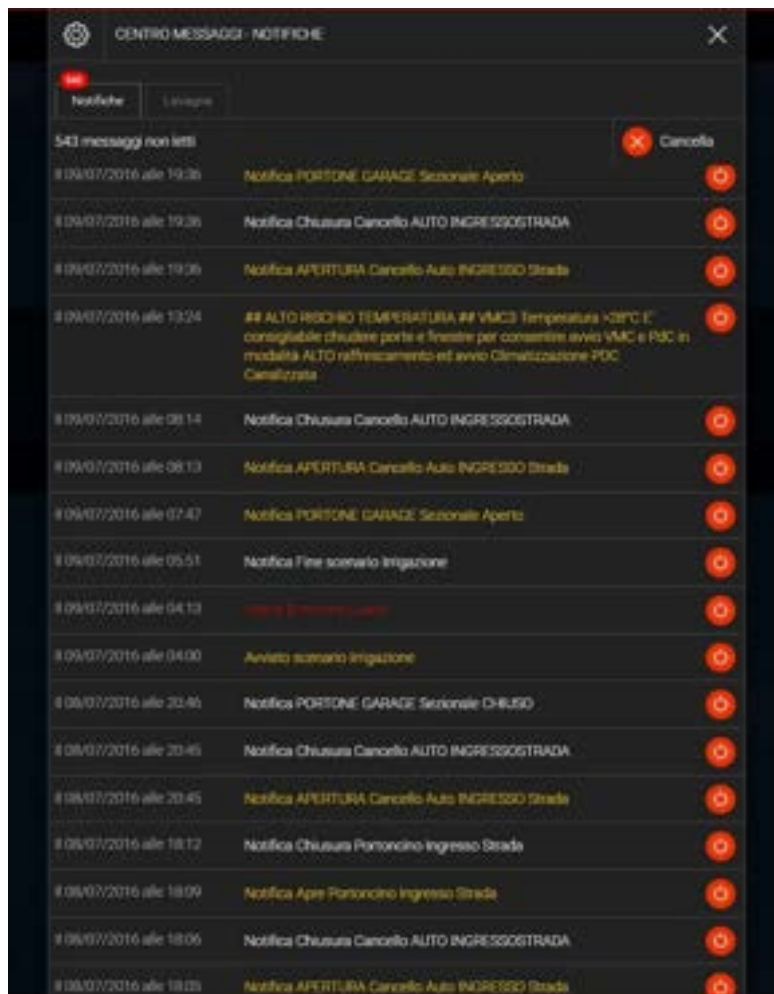 CENTRO MESSAGGI - NOTIFICHE
Notifiche
Lavagna
543 messaggi non letti
Cancella
Il 09/07/2016 alle 19:36 Notifica PORTONE GARAGE Sezionale Aperto
Il 09/07/2016 alle 19:36 Notifica Chiusura Cancello AUTO INGRESSOSTRADA
Il 09/07/2016 alle 19:36 Notifica APERTURA Cancello Auto INGRESSO Strada
Il 09/07/2016 alle 13:24 ## ALTO RISCHIO TEMPERATURA ## VMC3 Temperatura >28°C E'
consigliabile chiudere porte e finestre per consentire avvio VMC e PdC in
modalità ALTO raffrescamento ed avvio Climatizzazione PDC
Canalizzata
Il 09/07/2016 alle 08:14 Notifica Chiusura Cancello AUTO INGRESSOSTRADA
Il 09/07/2016 alle 08:13 Notifica APERTURA Cancello Auto INGRESSO Strada
Il 09/07/2016 alle 07:47 Notifica PORTONE GARAGE Sezionale Aperto
Il 09/07/2016 alle 05:51 Notifica Fine scenario Irrigazione
Il 09/07/2016 alle 04:13
Il 09/07/2016 alle 04:00 Avviato scenario Irrigazione
Il 08/07/2016 alle 20:46 Notifica PORTONE GARAGE Sezionale CHIUSO
Il 08/07/2016 alle 20:45 Notifica Chiusura Cancello AUTO INGRESSOSTRADA
Il 08/07/2016 alle 20:45 Notifica APERTURA Cancello Auto INGRESSO Strada
Il 08/07/2016 alle 18:12 Notifica Chiusura Portoncino Ingresso Strada
Il 08/07/2016 alle 18:09 Notifica Apre Portoncino Ingresso Strada
Il 08/07/2016 alle 18:06 Notifica Chiusura Cancello AUTO INGRESSOSTRADA
Il 08/07/2016 alle 18:05 Notifica APERTURA Cancello Auto INGRESSO Strada